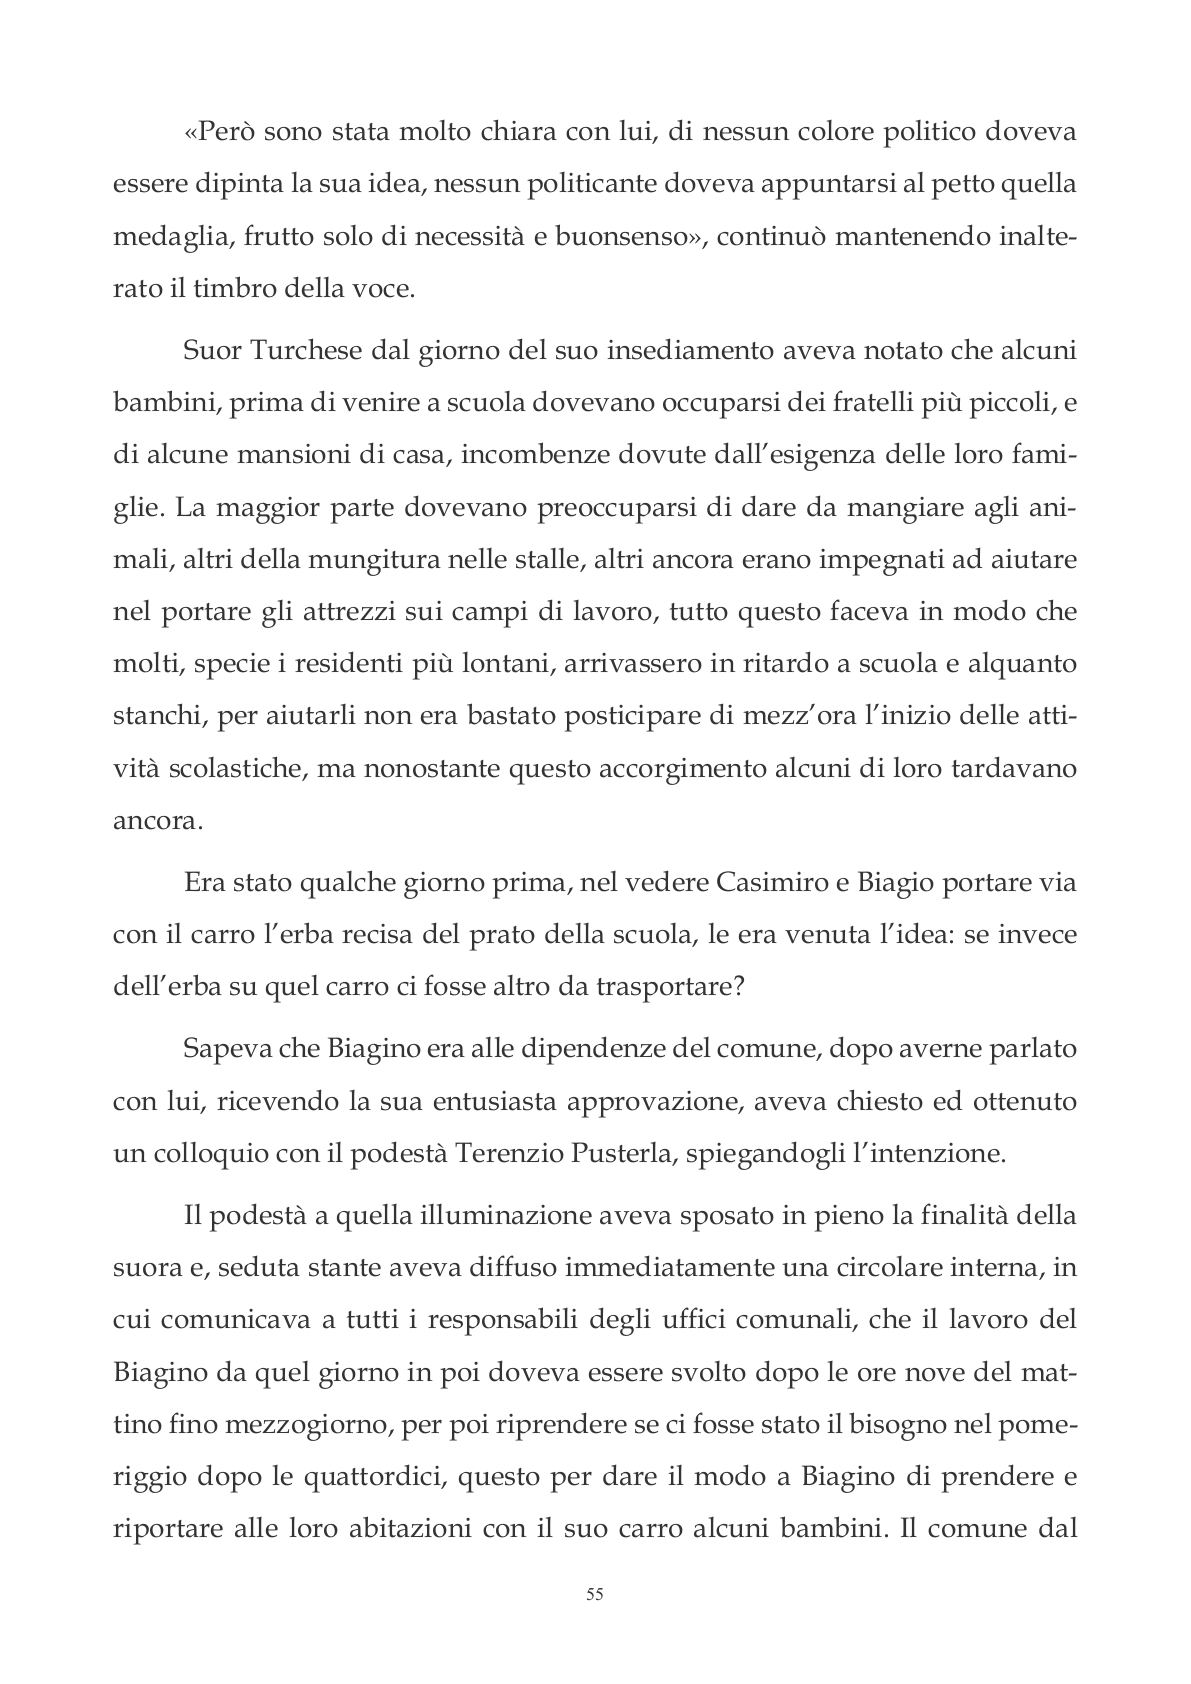 «Però sono stata molto chiara con lui, di nessun colore politico doveva
essere dipinta la sua idea, nessun politicante doveva appuntarsi al petto quella
medaglia, frutto solo di necessità e buonsenso», continuò mantenendo inalte-
rato il timbro della voce.
Suor Turchese dal giorno del suo insediamento aveva notato che alcuni
bambini, prima di venire a scuola dovevano occuparsi dei fratelli più piccoli, e
di alcune mansioni di casa, incombenze dovute dall’esigenza delle loro fami-
glie. La maggior parte dovevano preoccuparsi di dare da mangiare agli ani-
mali, altri della mungitura nelle stalle, altri ancora erano impegnati ad aiutare
nel portare gli attrezzi sui campi di lavoro, tutto questo faceva in modo che
molti, specie i residenti più lontani, arrivassero in ritardo a scuola e alquanto
stanchi, per aiutarli non era bastato posticipare di mezz’ora l’inizio delle atti-
vità scolastiche, ma nonostante questo accorgimento alcuni di loro tardavano
ancora.
Era stato qualche giorno prima, nel vedere Casimiro e Biagio portare via
con il carro l’erba recisa del prato della scuola, le era venuta l’idea: se invece
dell’erba su quel carro ci fosse altro da trasportare?
Sapeva che Biagino era alle dipendenze del comune, dopo averne parlato
con lui, ricevendo la sua entusiasta approvazione, aveva chiesto ed ottenuto
un colloquio con il podestà Terenzio Pusterla, spiegandogli l’intenzione.
Il podestà a quella illuminazione aveva sposato in pieno la finalità della
suora e, seduta stante aveva diffuso immediatamente una circolare interna, in
cui comunicava a tutti i responsabili degli uffici comunali, che il lavoro del
Biagino da quel giorno in poi doveva essere svolto dopo le ore nove del mat-
tino fino mezzogiorno, per poi riprendere se ci fosse stato il bisogno nel pome-
riggio dopo le quattordici, questo per dare il modo a Biagino di prendere e
riportare alle loro abitazioni con il suo carro alcuni bambini. Il comune dal
55